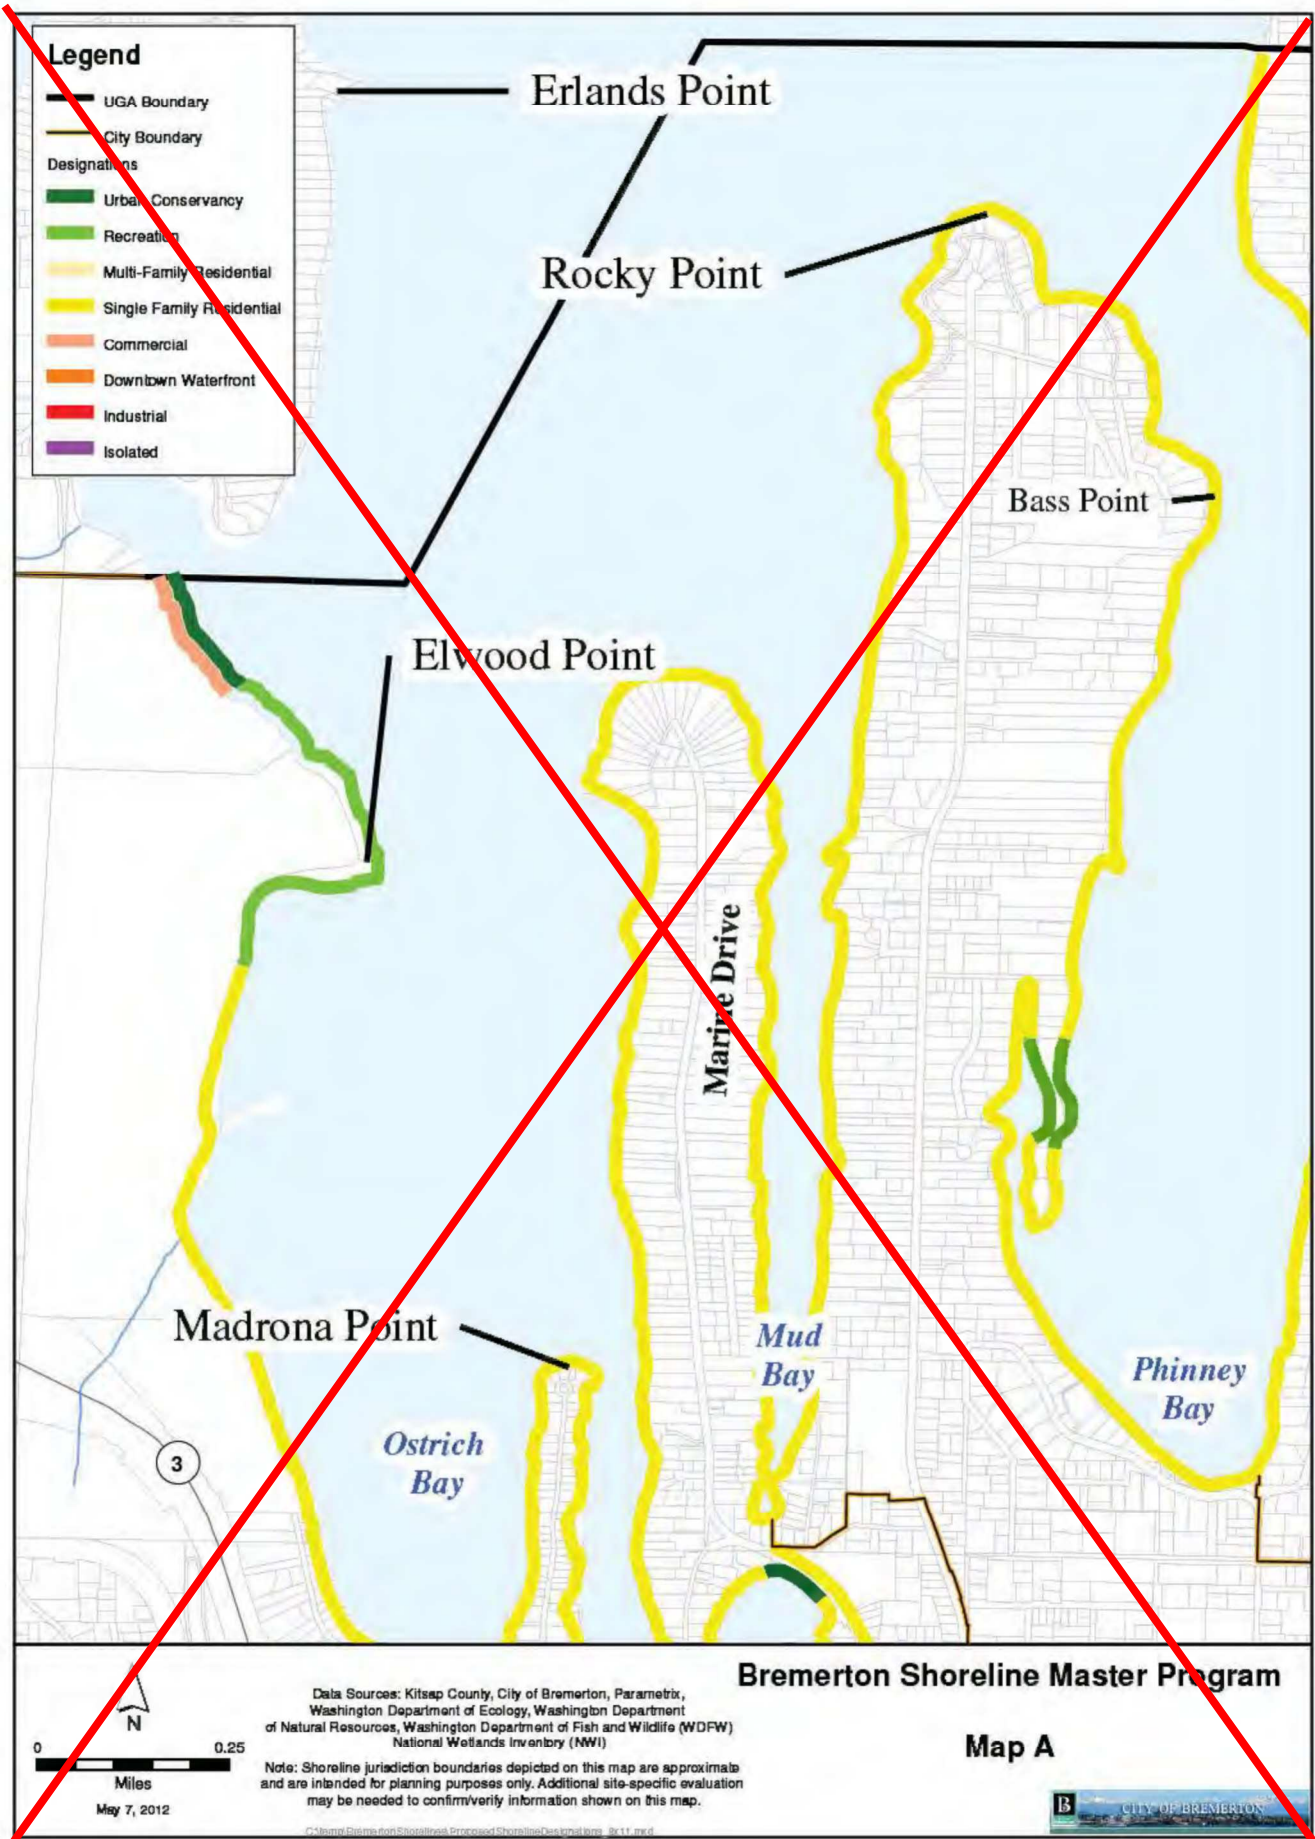 Legend
UGA Boundary
City Boundary
Designations
Urban Conservancy
Recreation
Multi-Family Residential
Single Family Residential
Commercial
Downtown Waterfront
Industrial
Isolated
Erlands Point
Rocky Point
Bass Point
Elwood Point
Marine Drive
Madrona Point
Mud
Bay
Phinney
Bay
Ostrich
Bay
3
N
0 0.25
Miles
May 7, 2012
Data Sources: Kitsap County, City of Bremerton, Parametrix,
Washington Department of Ecology, Washington Department
of Natural Resources, Washington Department of Fish and Wildlife (WDFW)
National Wetlands Inventory (NWI)
Note: Shoreline jurisdiction boundaries depicted on this map are approximate
and are intended for planning purposes only. Additional site-specific evaluation
may be needed to confirm/verify information shown on this map.
Bremerton Shoreline Master Program
Map A
B
CITY OF BREMERTON